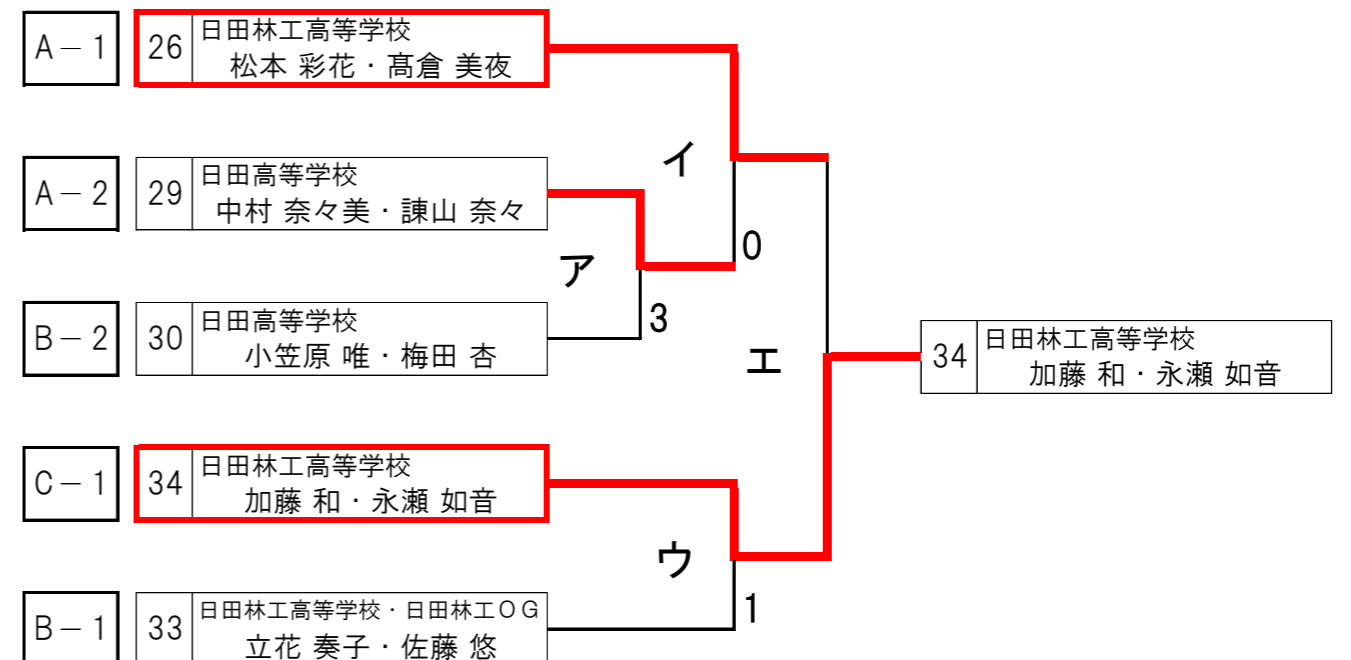 A－1
26
日田林工高等学校
松本 彩花・髙倉 美夜
イ
A－2
29
日田高等学校
中村 奈々美・諌山 奈々
0
ア
B－2
30
日田高等学校
小笠原 唯・梅田 杏
3
エ
34
日田林工高等学校
加藤 和・永瀬 如音
C－1
34
日田林工高等学校
加藤 和・永瀬 如音
ウ
B－1
33
日田林工高等学校・日田林工ＯＧ
立花 奏子・佐藤 悠
1